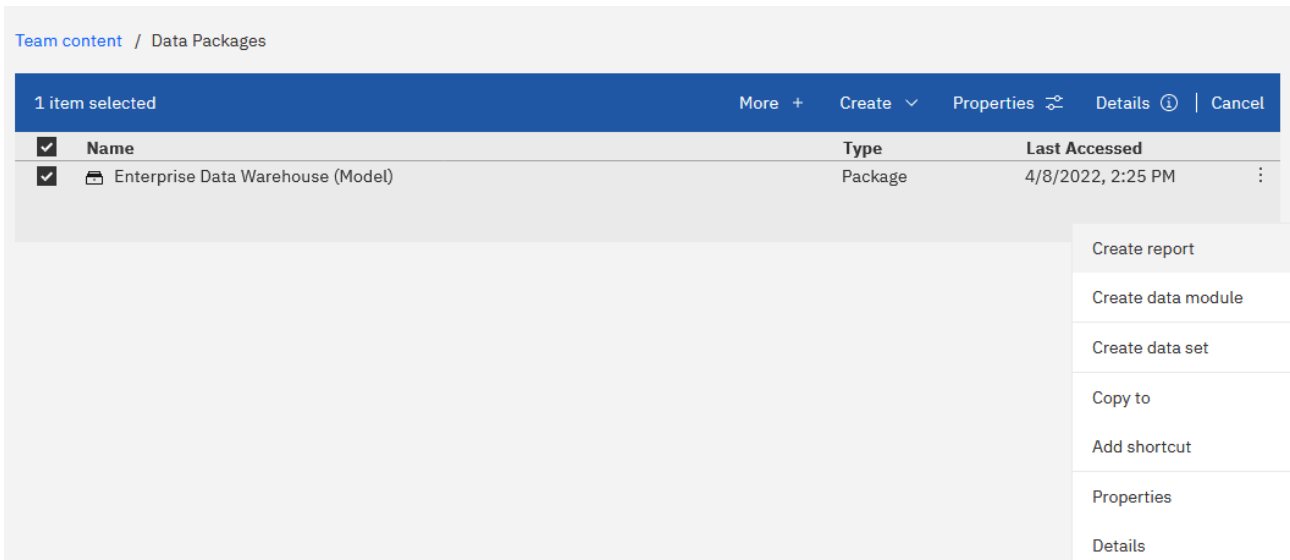 Team content / Data Packages
1 item selected More + Create Properties Details | Cancel
Name Type Last Accessed
Enterprise Data Warehouse (Model) Package 4/8/2022, 2:25 PM
Create report
Create data module
Create data set
Copy to
Add shortcut
Properties
Details